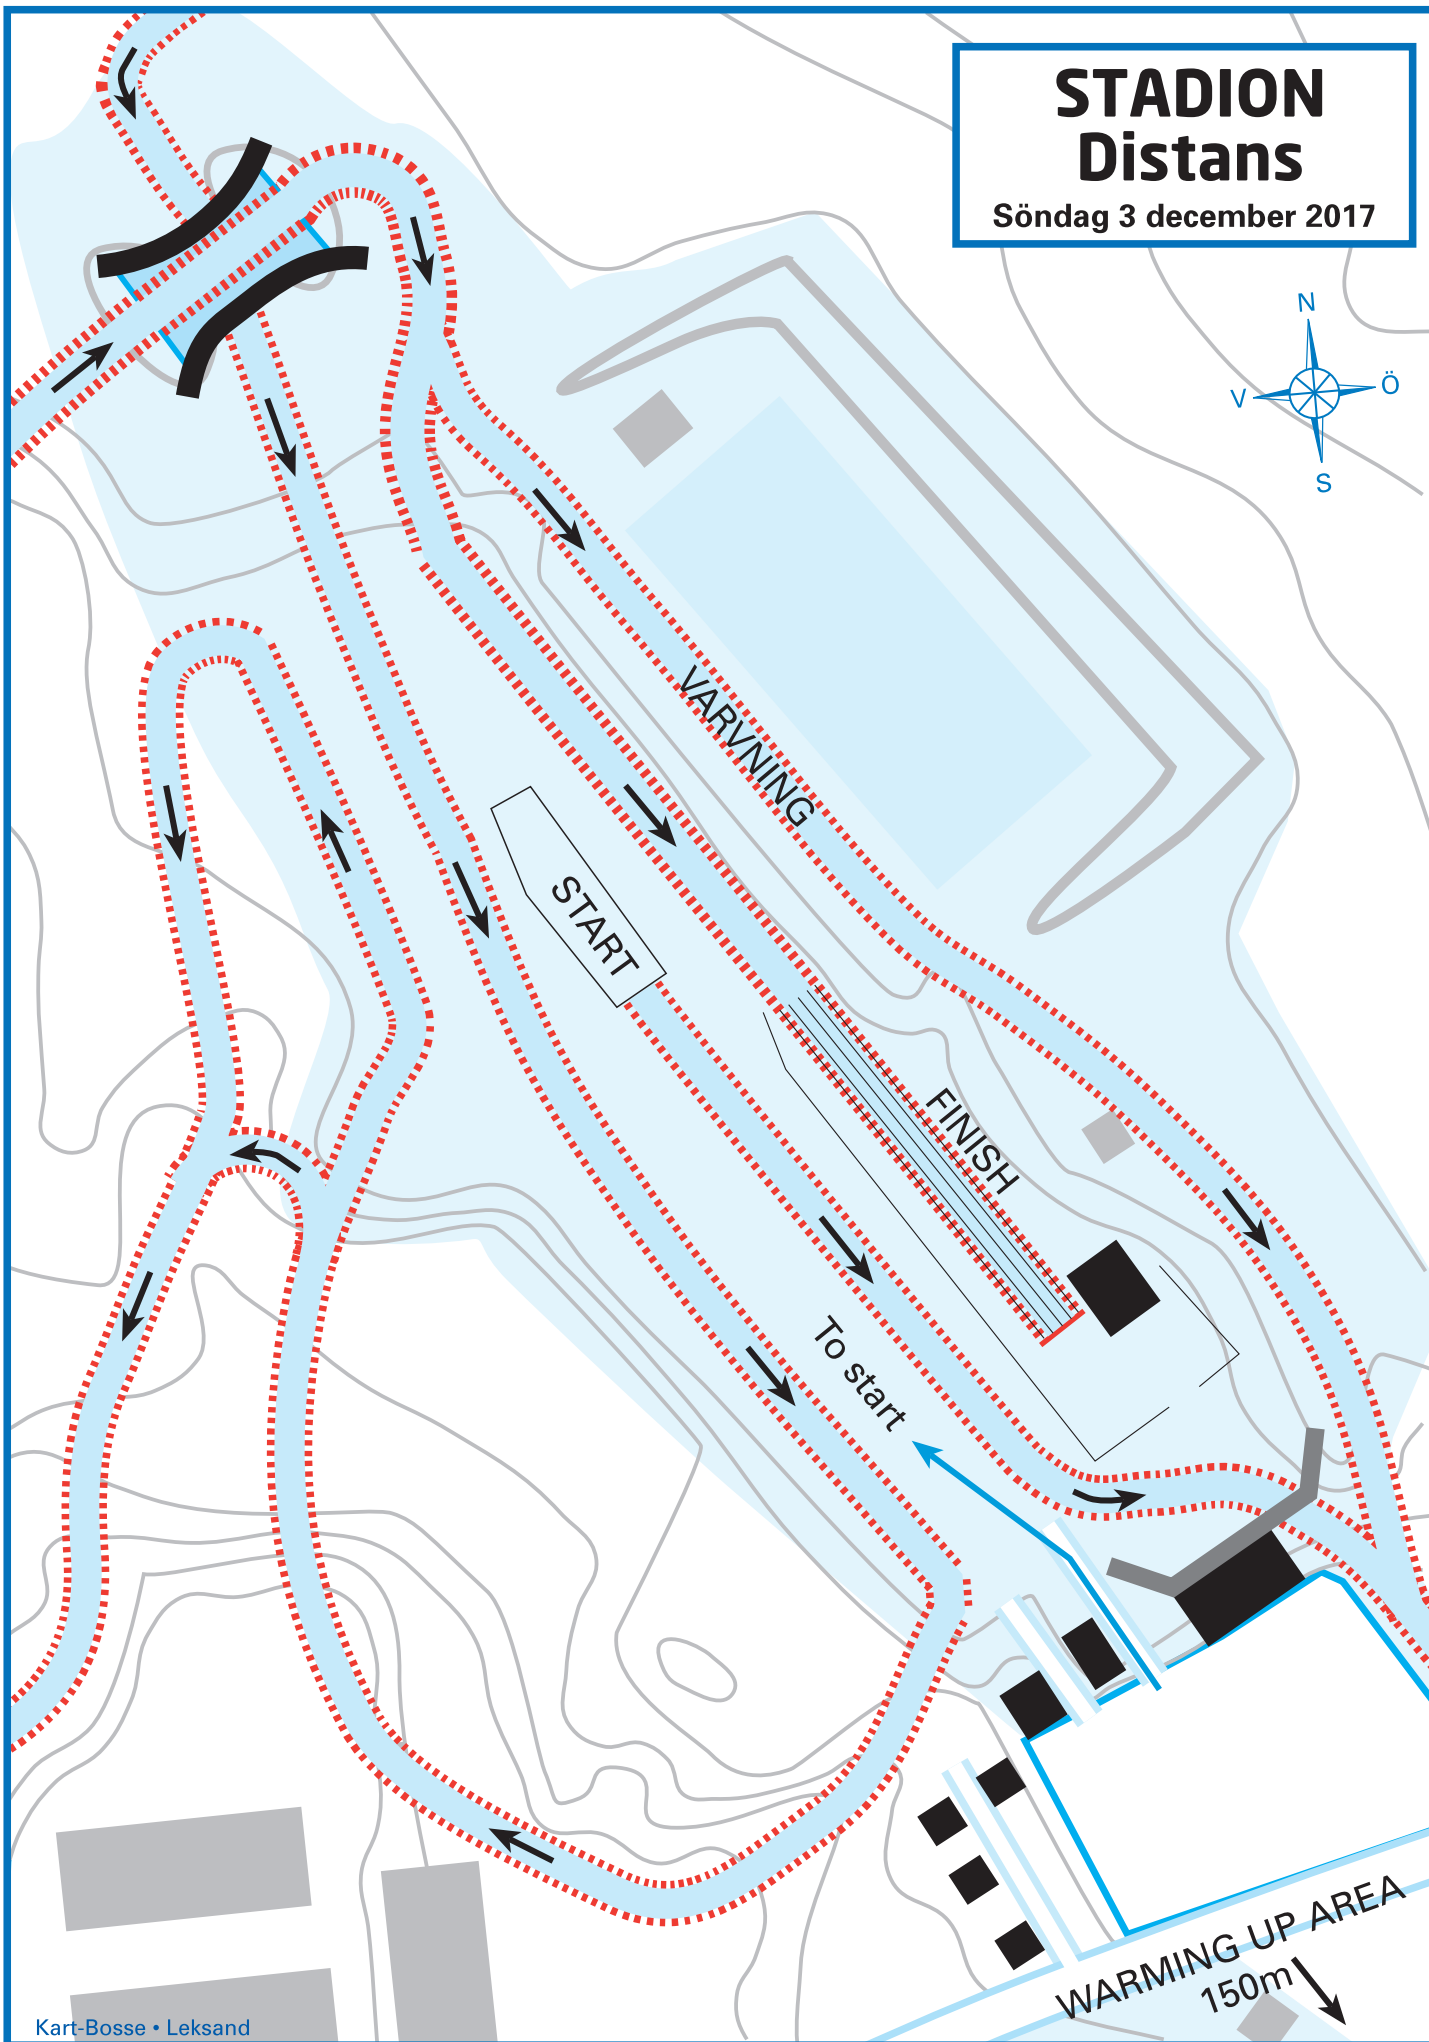 STADION
Distans
Söndag 3 december 2017
N
V
Ö
S
VARVNING
START
FINISH
To start
WARMING UP AREA
150m
Kart-Bosse • Leksand